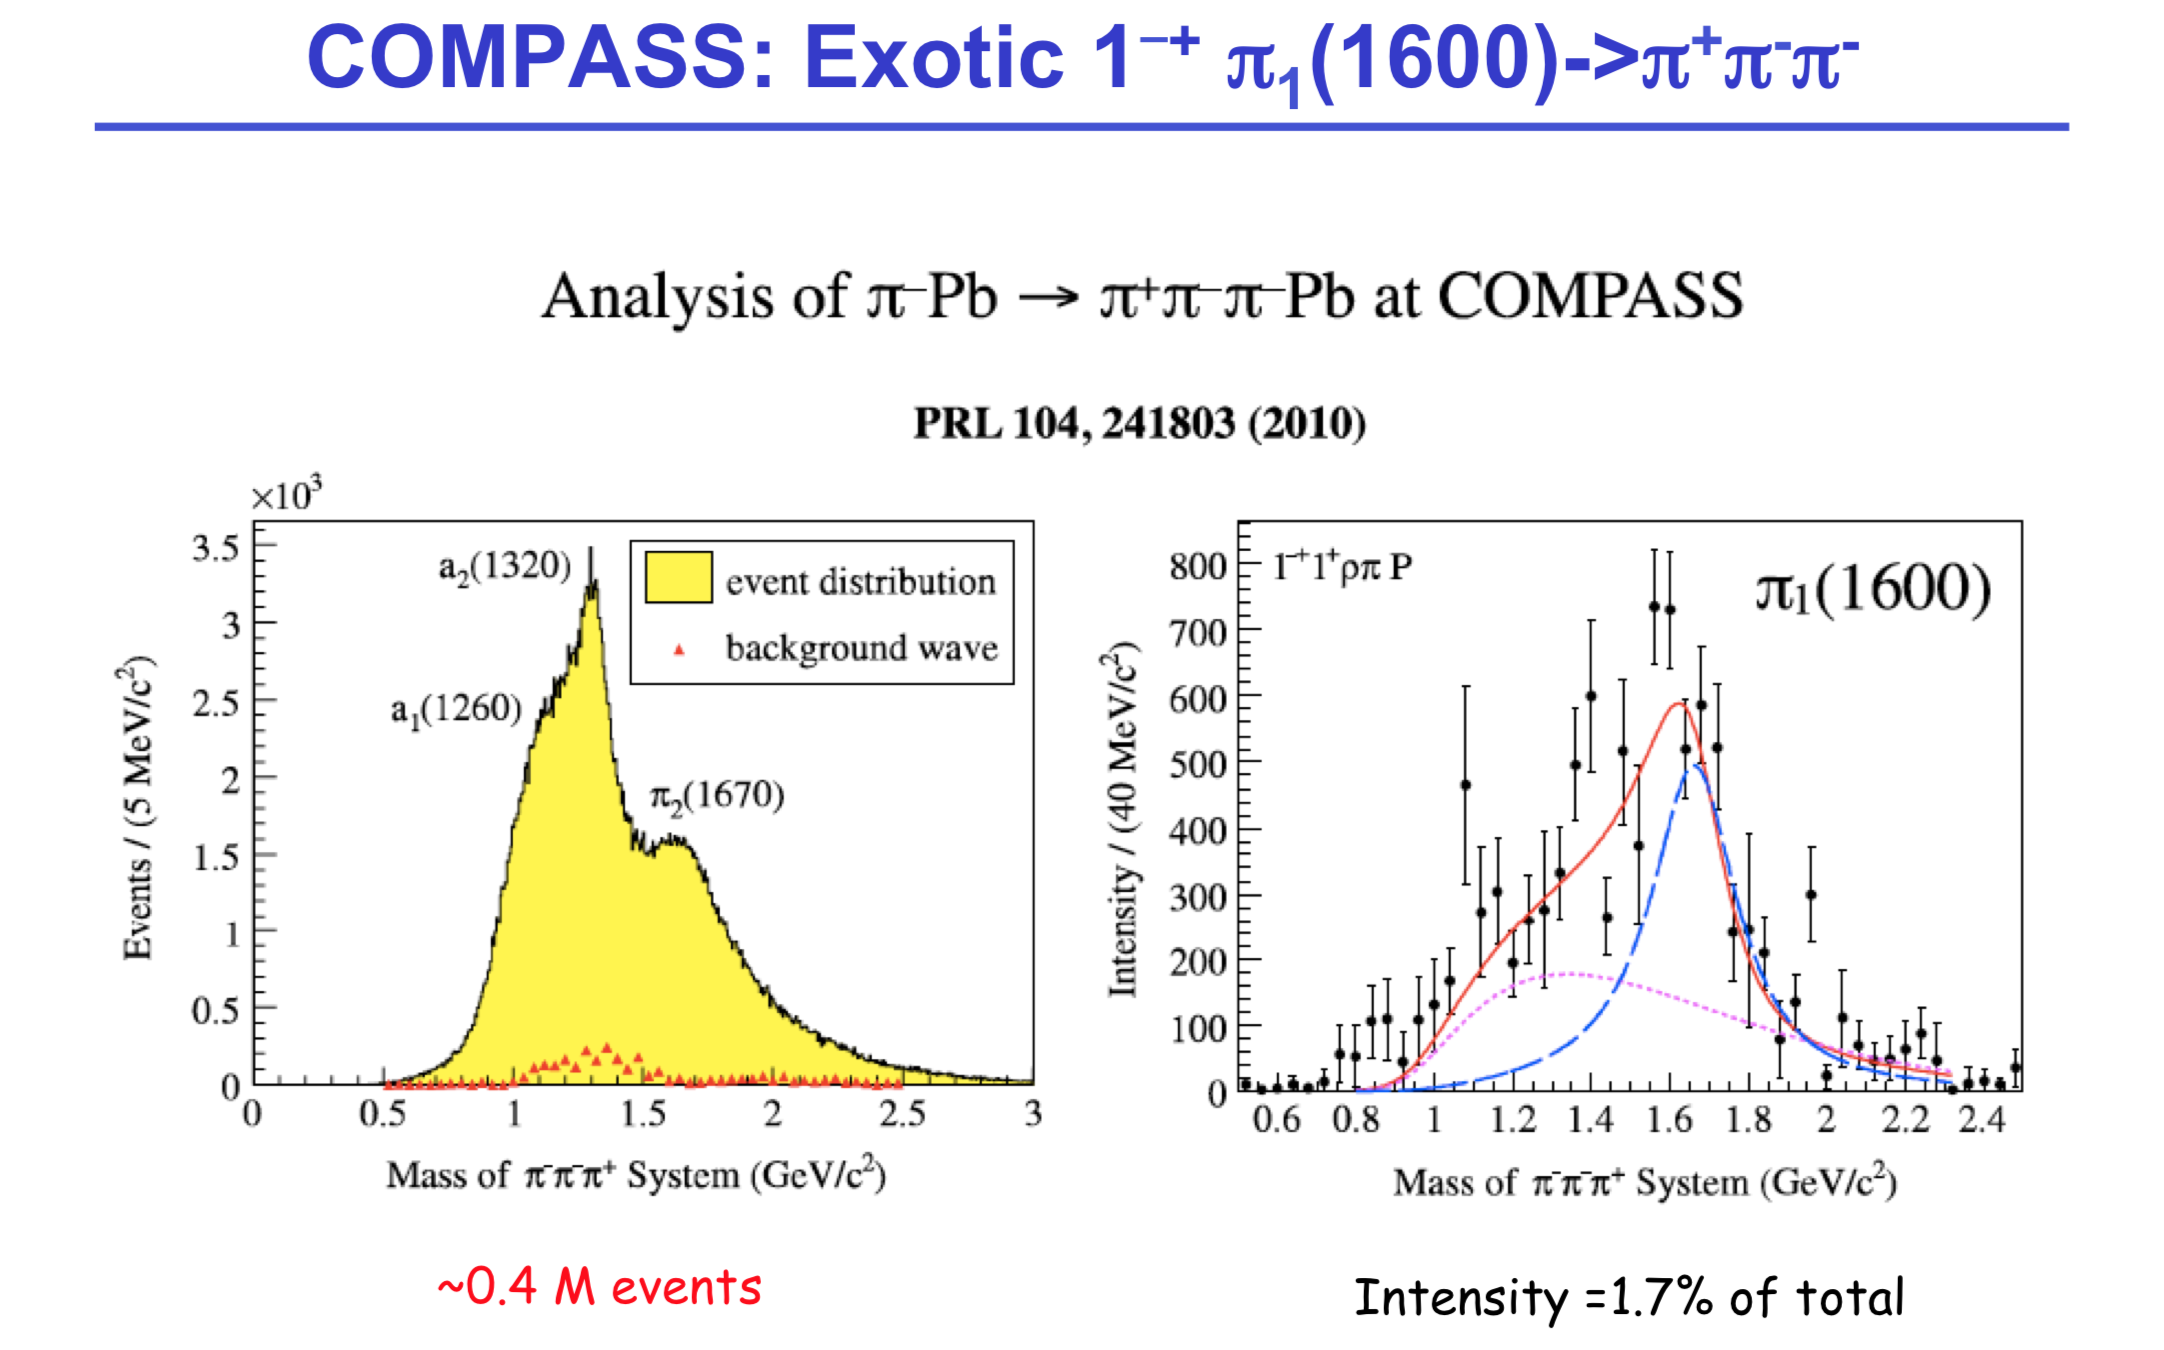 COMPASS: Exotic 1⁻⁺ π₁(1600)->π⁺π⁻π⁻
Analysis of π⁻Pb → π⁺π⁻π⁻Pb at COMPASS
PRL 104, 241803 (2010)
×10³
3.5
3
2.5
2
1.5
1
0.5
0
Events / (5 MeV/c²)
a₂(1320)
a₁(1260)
π₂(1670)
event distribution
background wave
0 0.5 1 1.5 2 2.5 3
Mass of π⁻π⁻π⁺ System (GeV/c²)
~0.4 M events
800
700
600
500
400
300
200
100
0
Intensity / (40 MeV/c²)
1⁻⁺1⁺ρπ P
π₁(1600)
0.6 0.8 1 1.2 1.4 1.6 1.8 2 2.2 2.4
Mass of π⁻π⁻π⁺ System (GeV/c²)
Intensity =1.7% of total